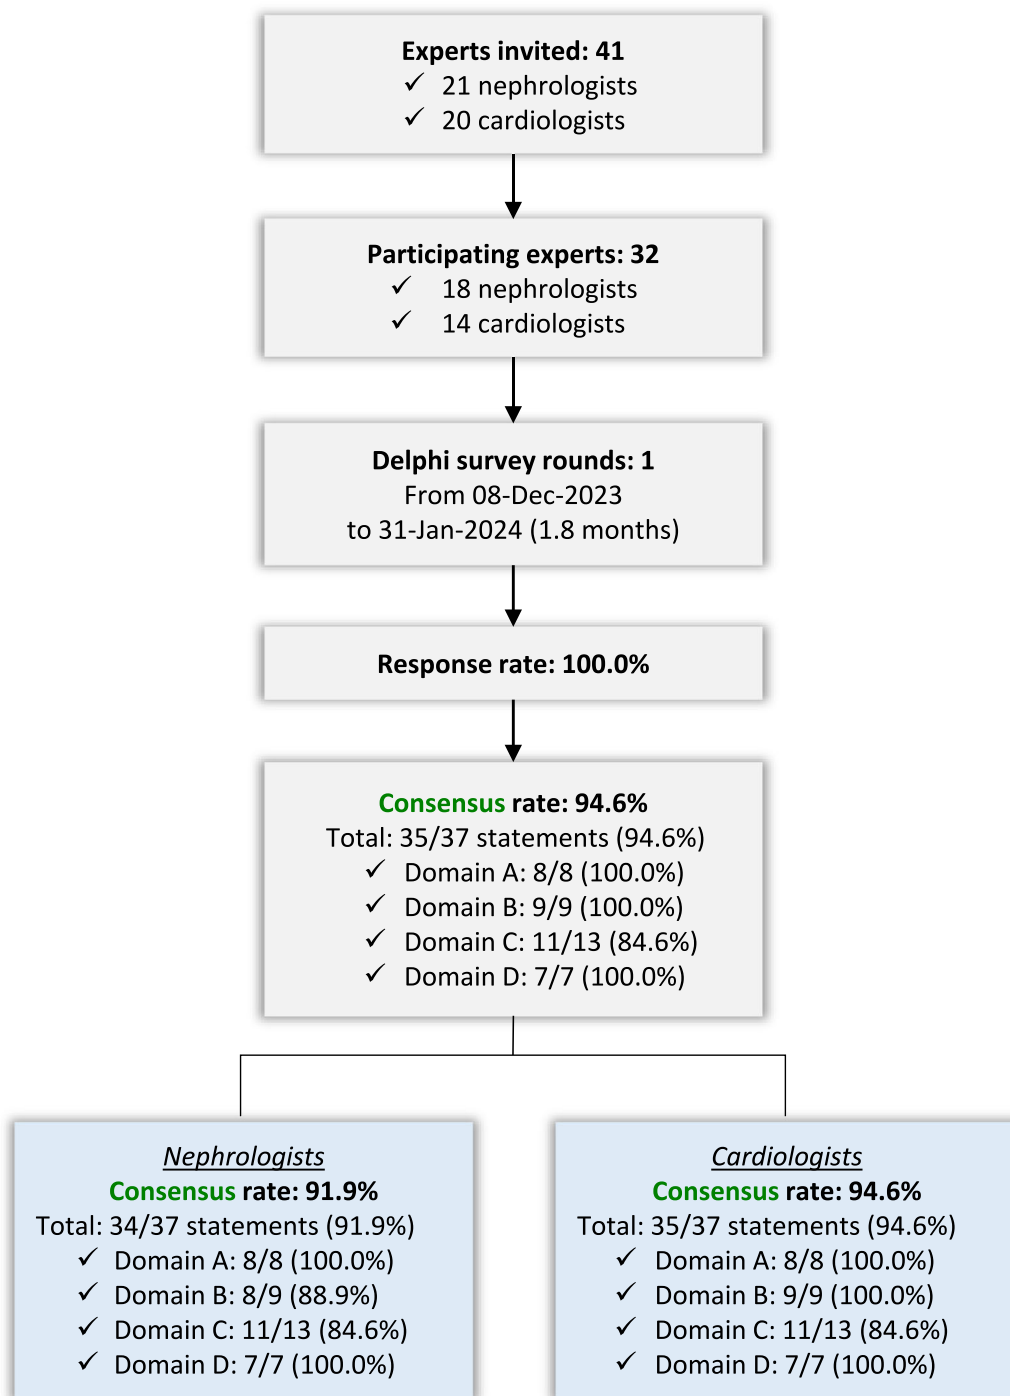 Experts invited: 41
✓ 21 nephrologists
✓ 20 cardiologists
Participating experts: 32
✓ 18 nephrologists
✓ 14 cardiologists
Delphi survey rounds: 1
From 08-Dec-2023
to 31-Jan-2024 (1.8 months)
Response rate: 100.0%
Consensus rate: 94.6%
Total: 35/37 statements (94.6%)
✓ Domain A: 8/8 (100.0%)
✓ Domain B: 9/9 (100.0%)
✓ Domain C: 11/13 (84.6%)
✓ Domain D: 7/7 (100.0%)
Nephrologists
Consensus rate: 91.9%
Total: 34/37 statements (91.9%)
✓ Domain A: 8/8 (100.0%)
✓ Domain B: 8/9 (88.9%)
✓ Domain C: 11/13 (84.6%)
✓ Domain D: 7/7 (100.0%)
Cardiologists
Consensus rate: 94.6%
Total: 35/37 statements (94.6%)
✓ Domain A: 8/8 (100.0%)
✓ Domain B: 9/9 (100.0%)
✓ Domain C: 11/13 (84.6%)
✓ Domain D: 7/7 (100.0%)